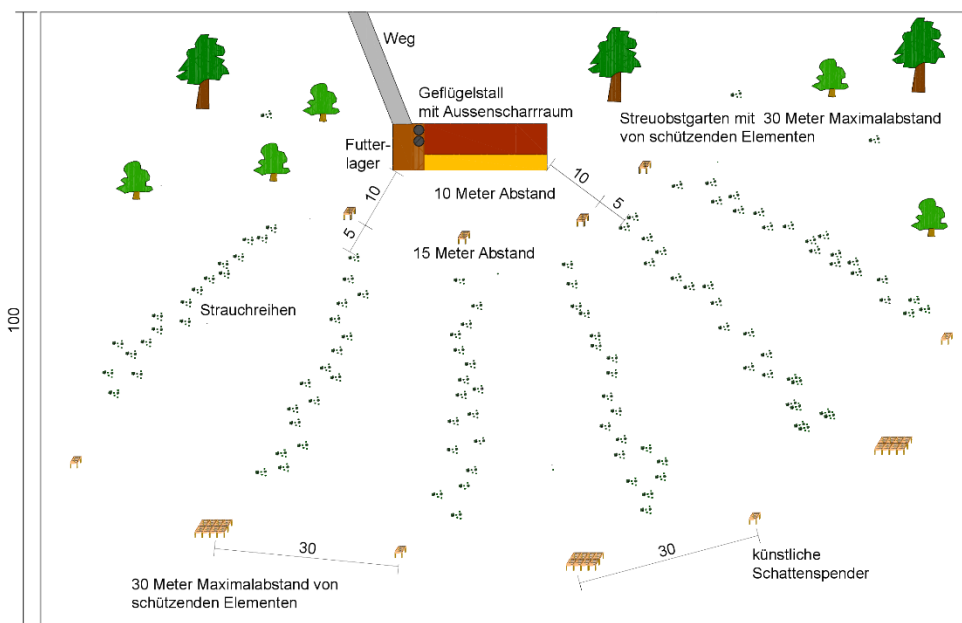 Weg
Geflügelstall
mit Aussenscharrraum
Streuobstgarten mit 30 Meter Maximalabstand
von schützenden Elementen
Futter-
lager
10
10 Meter Abstand
10
5
5
15 Meter Abstand
Strauchreihen
100
30
30
künstliche
Schattenspender
30 Meter Maximalabstand von
schützenden Elementen